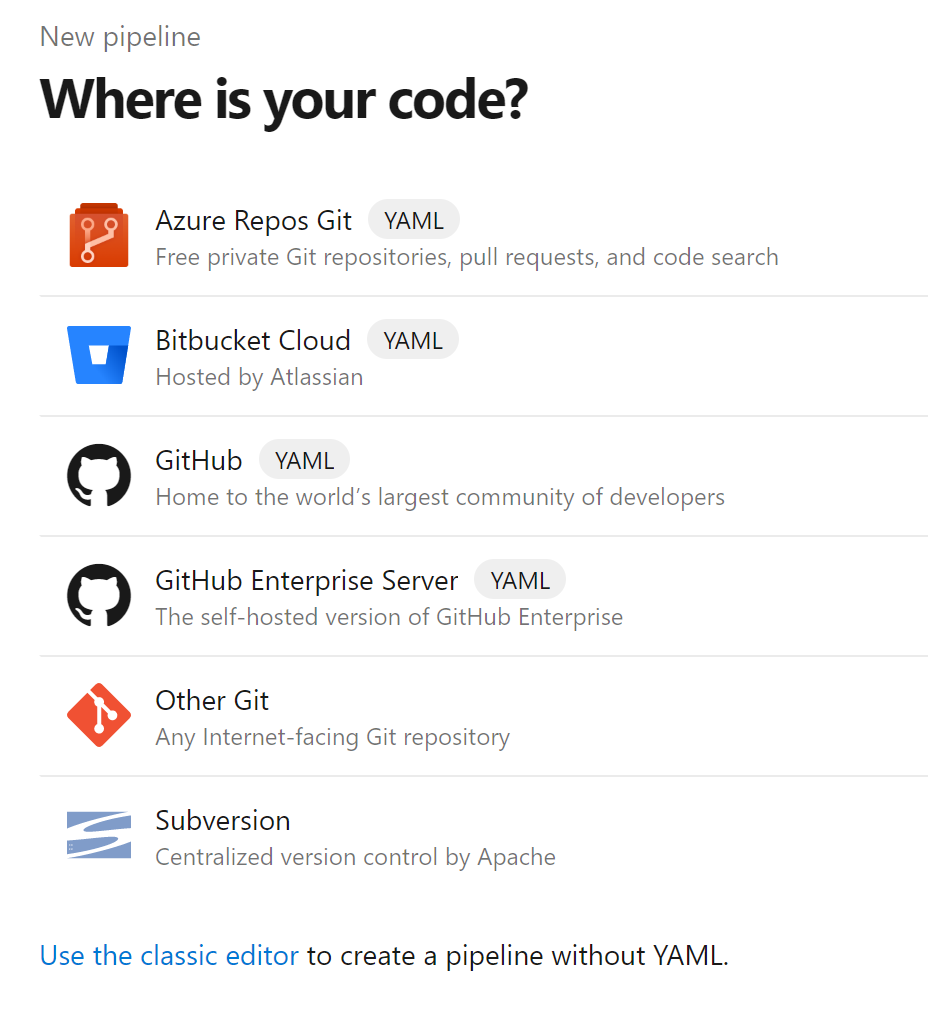 New pipeline
Where is your code?
Azure Repos Git YAML
Free private Git repositories, pull requests, and code search
Bitbucket Cloud YAML
Hosted by Atlassian
GitHub YAML
Home to the world’s largest community of developers
GitHub Enterprise Server YAML
The self-hosted version of GitHub Enterprise
Other Git
Any Internet-facing Git repository
Subversion
Centralized version control by Apache
Use the classic editor to create a pipeline without YAML.